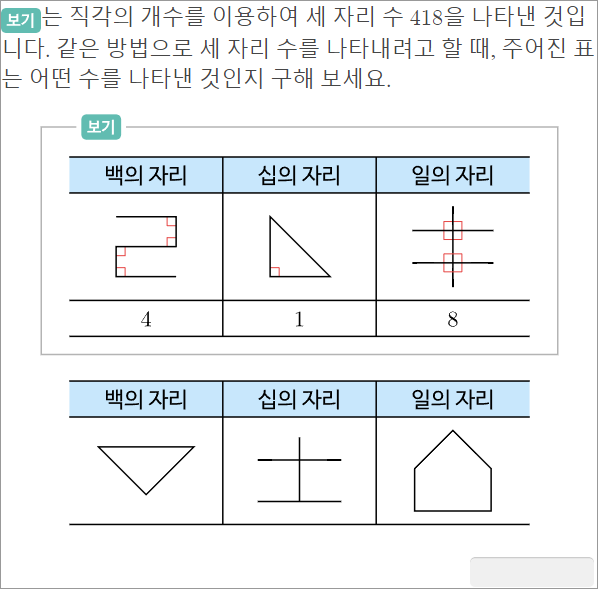 보기는 직각의 개수를 이용하여 세 자리 수 418을 나타낸 것입
니다. 같은 방법으로 세 자리 수를 나타내려고 할 때, 주어진 표
는 어떤 수를 나타낸 것인지 구해 보세요.
보기
백의 자리 십의 자리 일의 자리
4 1 8
백의 자리 십의 자리 일의 자리